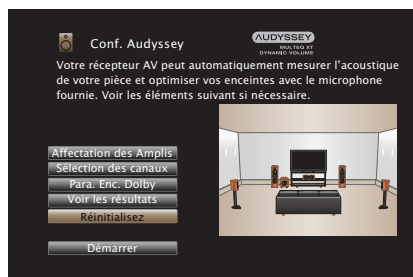 Conf. Audyssey
AUDYSSEY
MULTEQ XT
DYNAMIC VOLUME
Votre récepteur AV peut automatiquement mesurer l'acoustique
de votre pièce et optimiser vos enceintes avec le microphone
fournie. Voir les éléments suivant si nécessaire.
Affectation des Amplis
Sélection des canaux
Para. Enc. Dolby
Voir les résultats
Réinitialisez
Démarrer